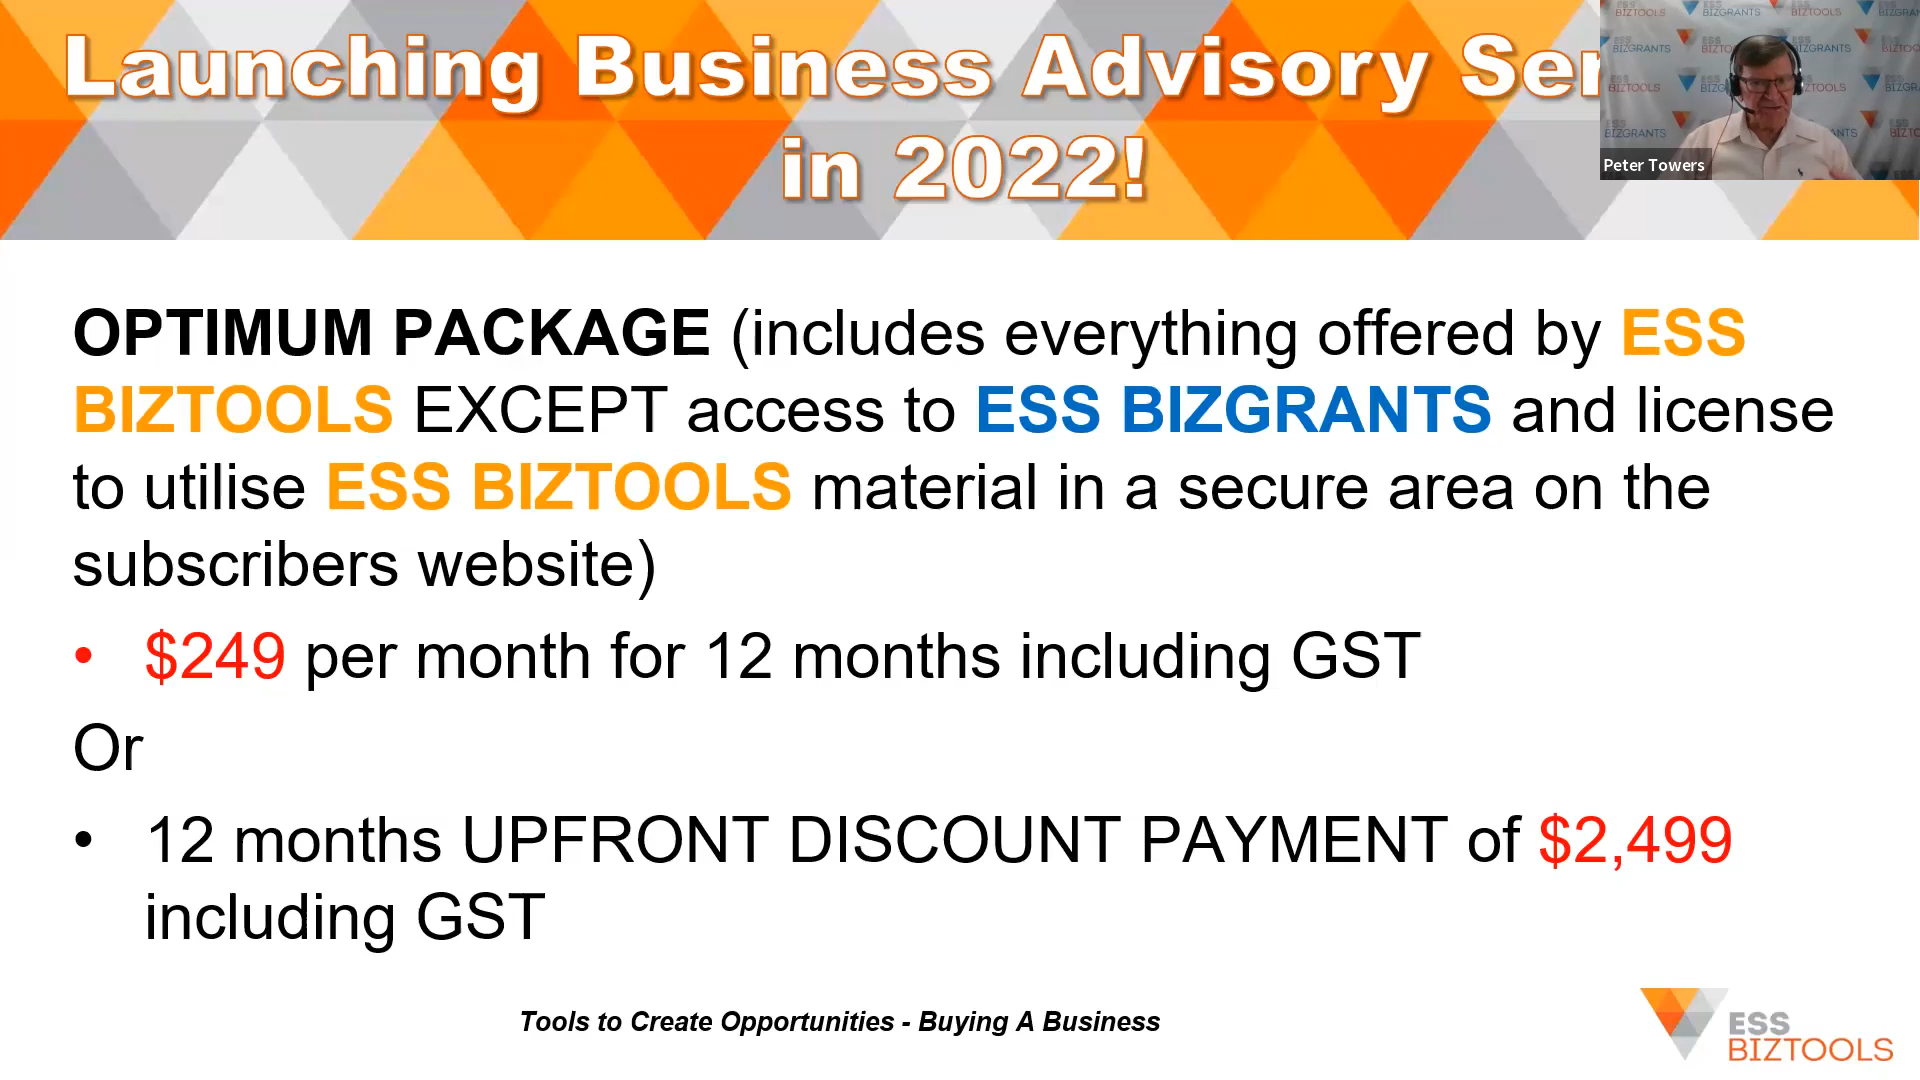 Launching Business Advisory Ser
in 2022!
Peter Towers
OPTIMUM PACKAGE (includes everything offered by ESS
BIZTOOLS EXCEPT access to ESS BIZGRANTS and license
to utilise ESS BIZTOOLS material in a secure area on the
subscribers website)
• $249 per month for 12 months including GST
Or
• 12 months UPFRONT DISCOUNT PAYMENT of $2,499
including GST
Tools to Create Opportunities - Buying A Business
ESS
BIZTOOLS